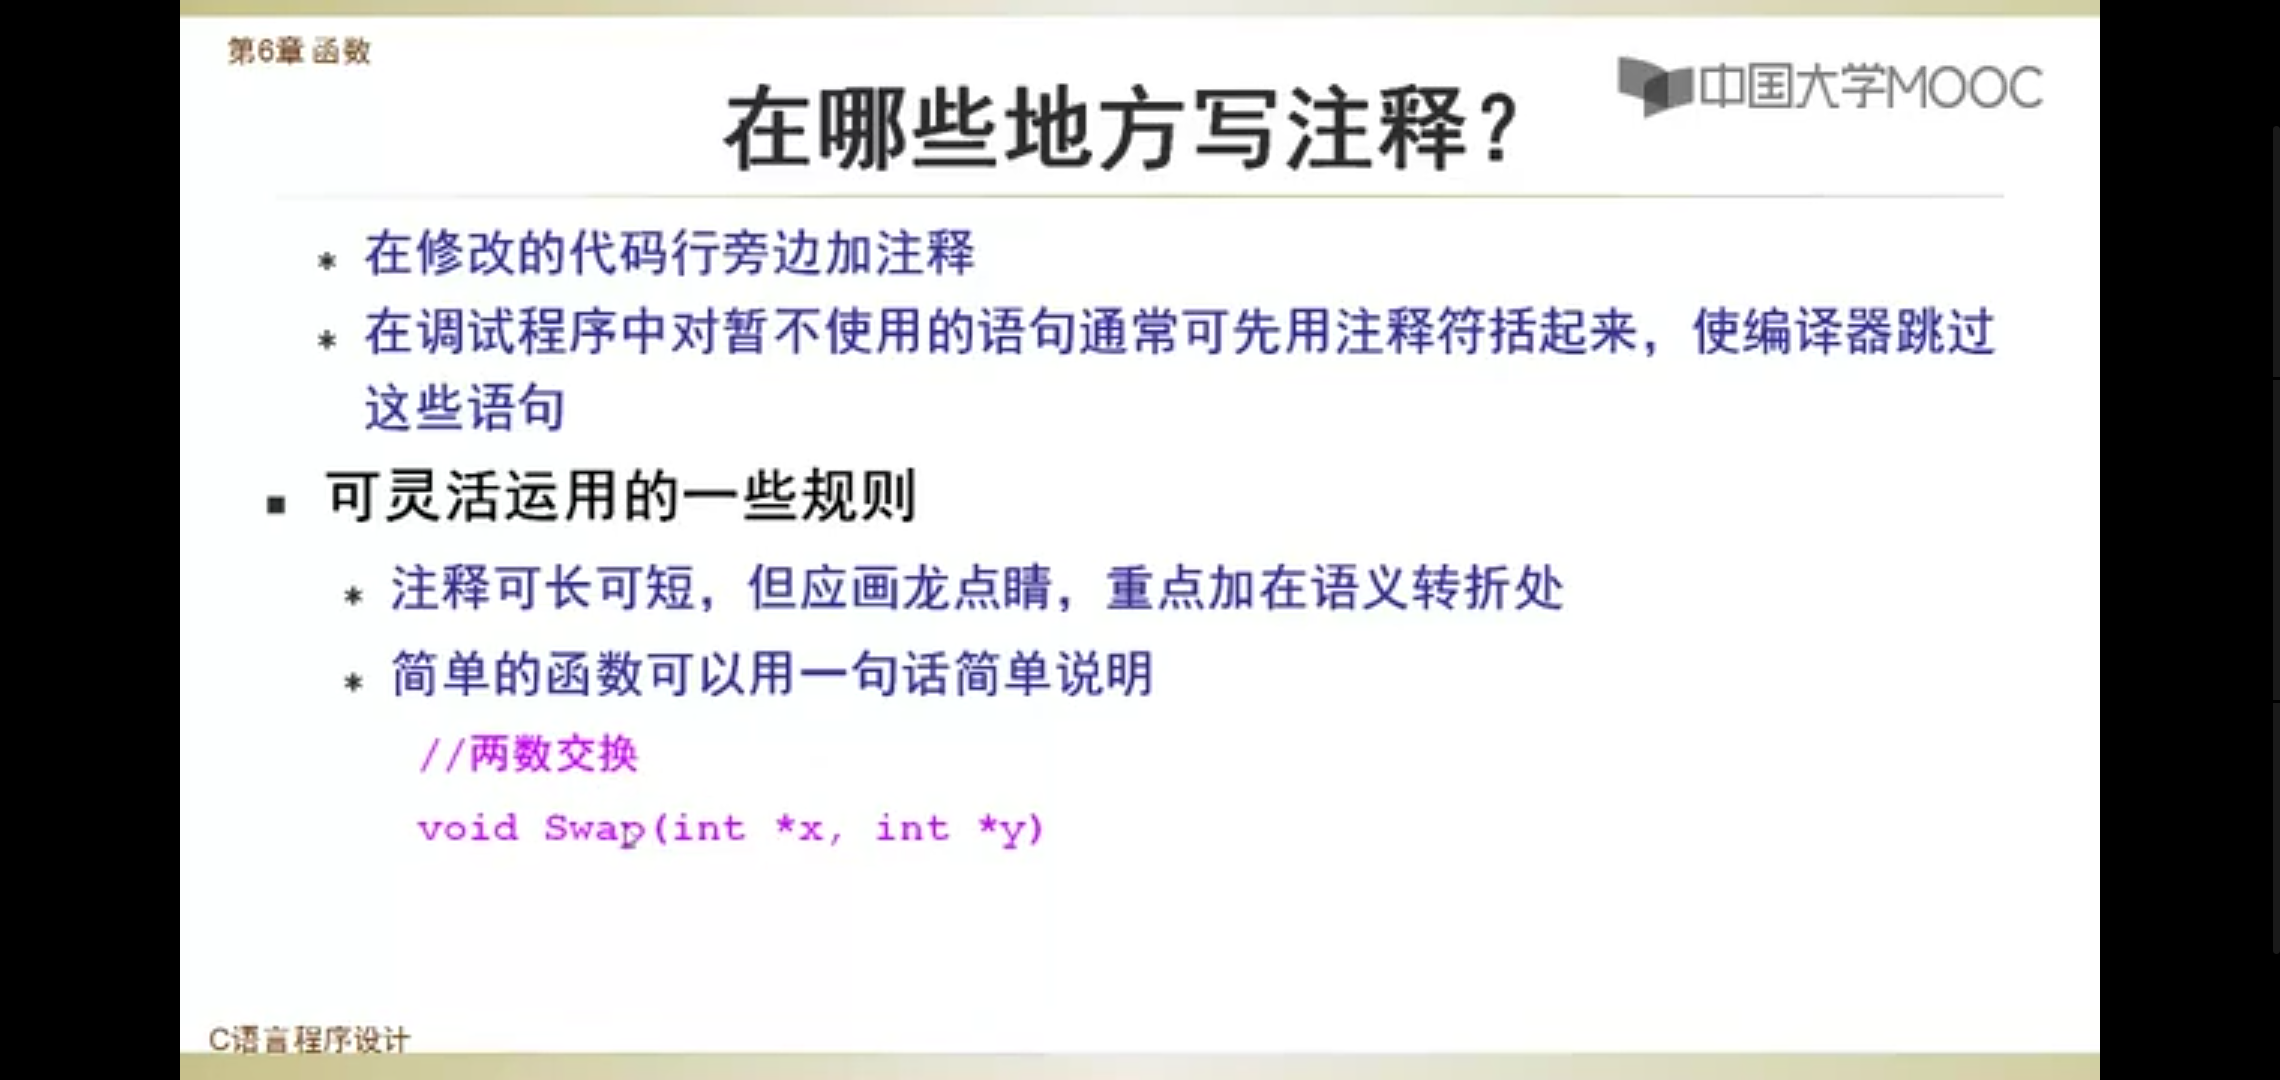 第6章 函数
中国大学MOOC
在哪些地方写注释?
* 在修改的代码行旁边加注释
* 在调试程序中对暂不使用的语句通常可先用注释符括起来，使编译器跳过
这些语句
▪ 可灵活运用的一些规则
* 注释可长可短，但应画龙点睛，重点加在语义转折处
* 简单的函数可以用一句话简单说明
//两数交换
void Swap(int *x, int *y)
C语言程序设计